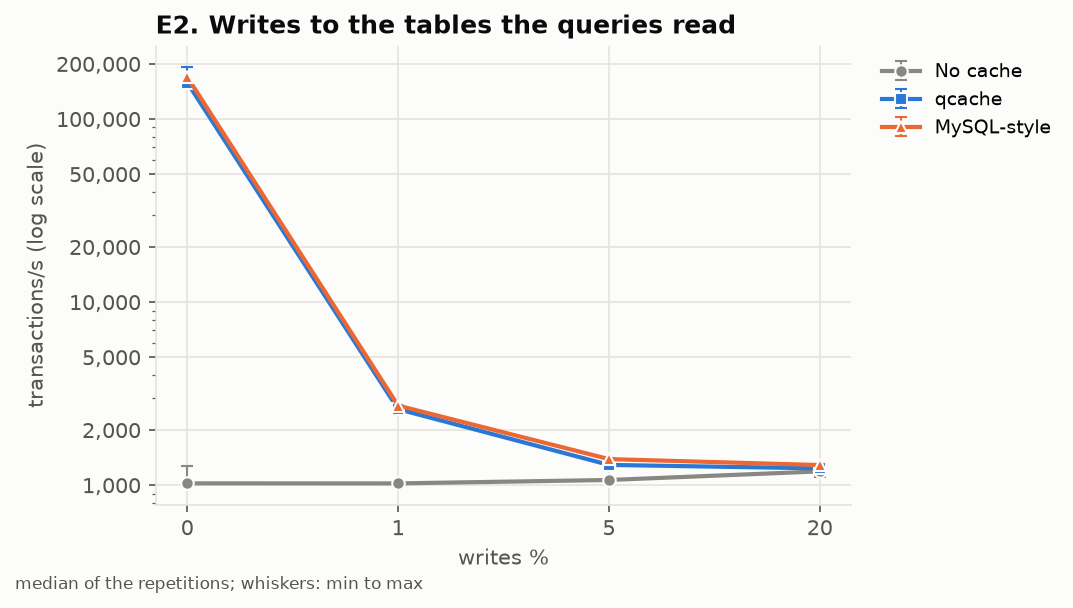 E2. Writes to the tables the queries read
200,000
100,000
50,000
20,000
10,000
5,000
2,000
1,000
transactions/s (log scale)
0
1
5
20
writes %
No cache
qcache
MySQL-style
median of the repetitions; whiskers: min to max